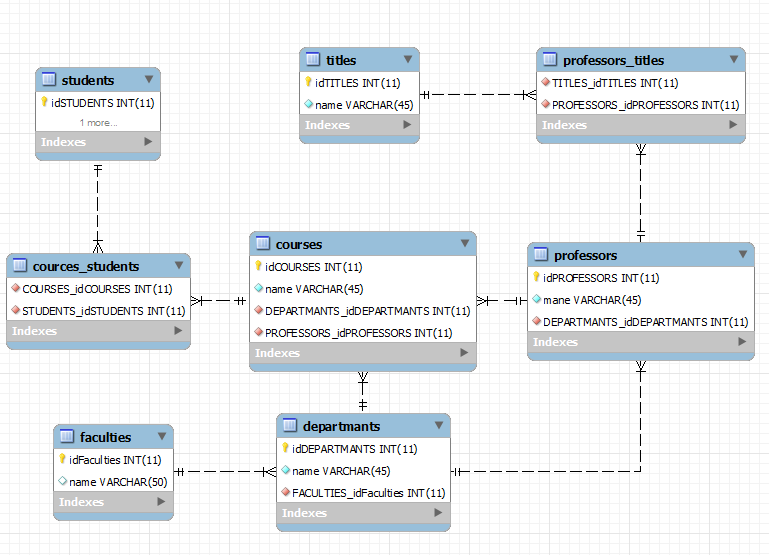 students
idSTUDENTS INT(11)
1 more...
Indexes
titles
idTITLES INT(11)
name VARCHAR(45)
Indexes
professors_titles
TITLES_idTITLES INT(11)
PROFESSORS_idPROFESSORS INT(11)
Indexes
cources_students
COURSES_idCOURSES INT(11)
STUDENTS_idSTUDENTS INT(11)
Indexes
courses
idCOURSES INT(11)
name VARCHAR(45)
DEPARTMANTS_idDEPARTMANTS INT(11)
PROFESSORS_idPROFESSORS INT(11)
Indexes
professors
idPROFESSORS INT(11)
mane VARCHAR(45)
DEPARTMANTS_idDEPARTMANTS INT(11)
Indexes
faculties
idFaculties INT(11)
name VARCHAR(50)
Indexes
departmants
idDEPARTMANTS INT(11)
name VARCHAR(45)
FACULTIES_idFaculties INT(11)
Indexes